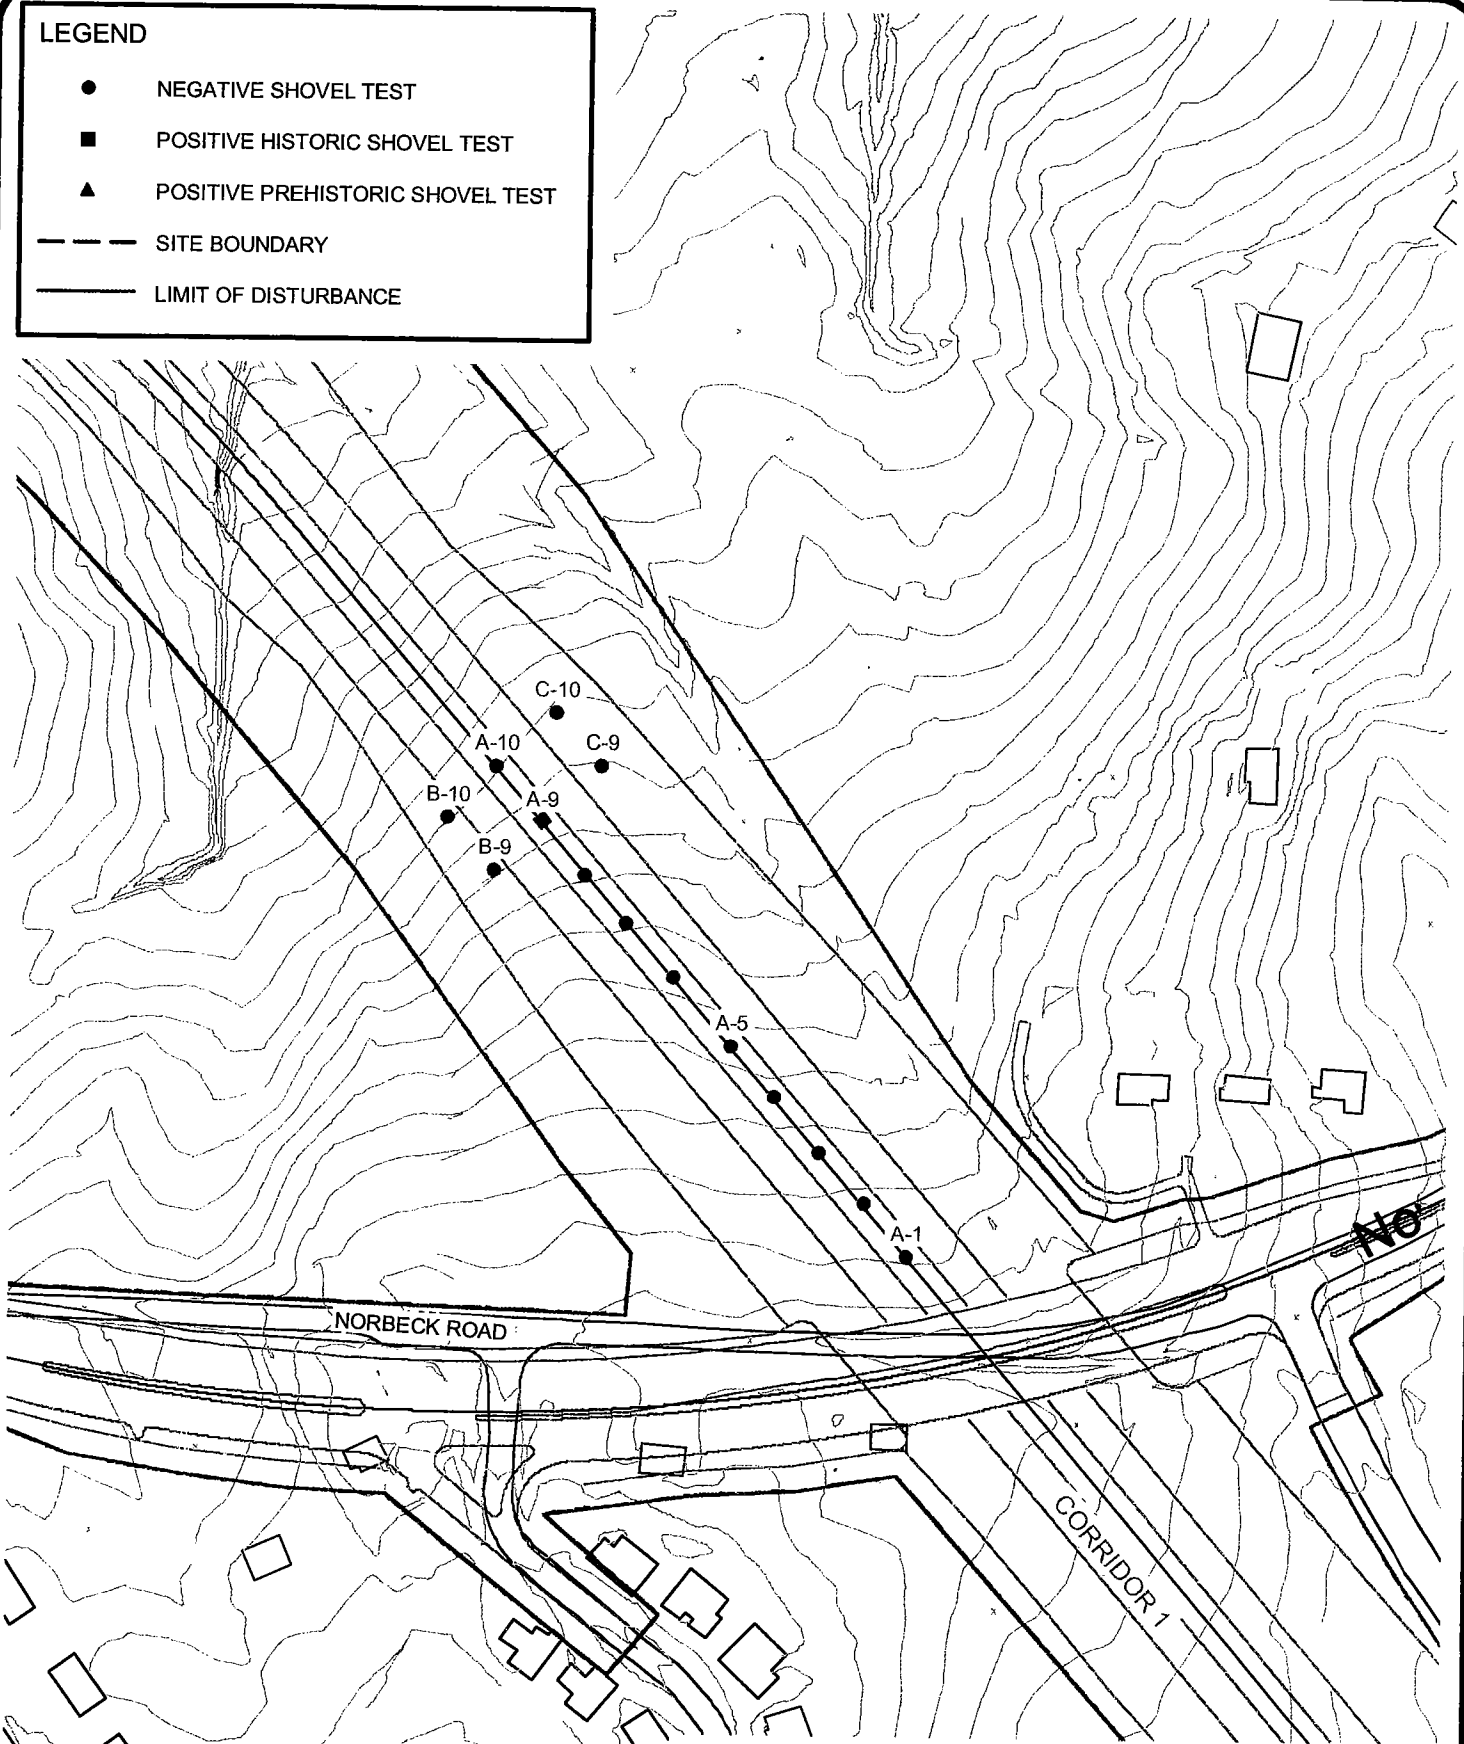 LEGEND
NEGATIVE SHOVEL TEST
POSITIVE HISTORIC SHOVEL TEST
POSITIVE PREHISTORIC SHOVEL TEST
SITE BOUNDARY
LIMIT OF DISTURBANCE
C-10
A-10
C-9
B-10
A-9
B-9
A-5
A-1
No
NORBECK ROAD
CORRIDOR 1